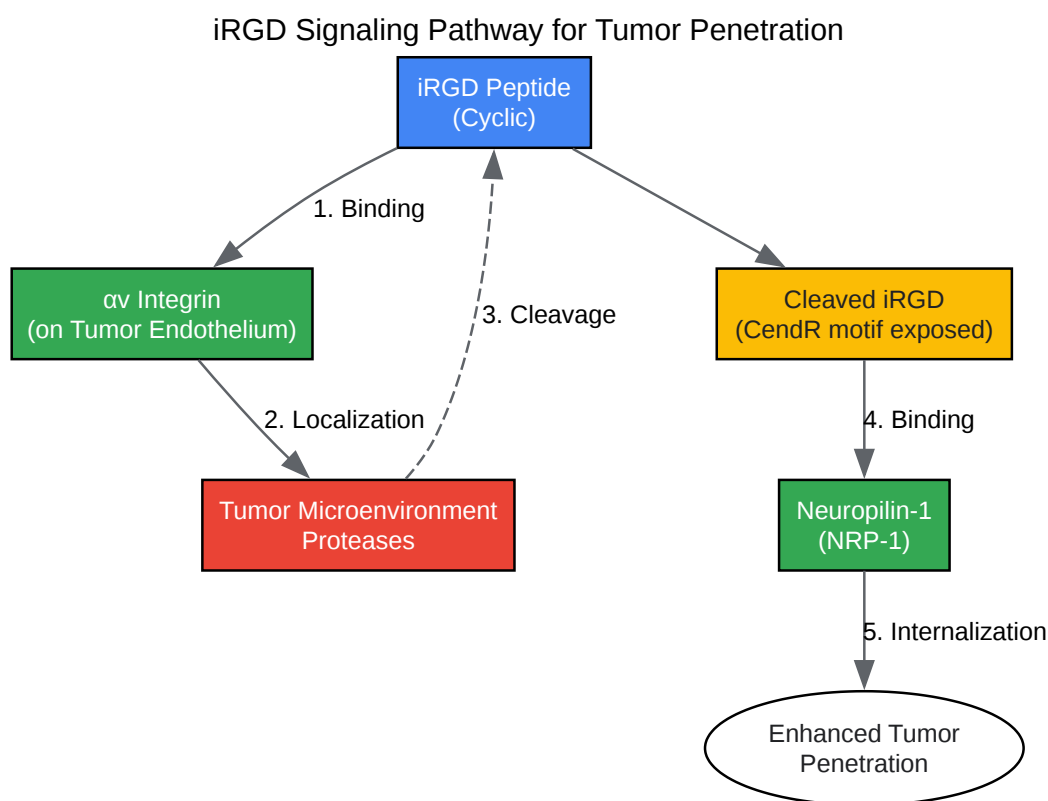 iRGD Signaling Pathway for Tumor Penetration
iRGD Peptide
(Cyclic)
1. Binding
αv Integrin
(on Tumor Endothelium)
3. Cleavage
Cleaved iRGD
(CendR motif exposed)
2. Localization
4. Binding
Tumor Microenvironment
Proteases
Neuropilin-1
(NRP-1)
5. Internalization
Enhanced Tumor
Penetration